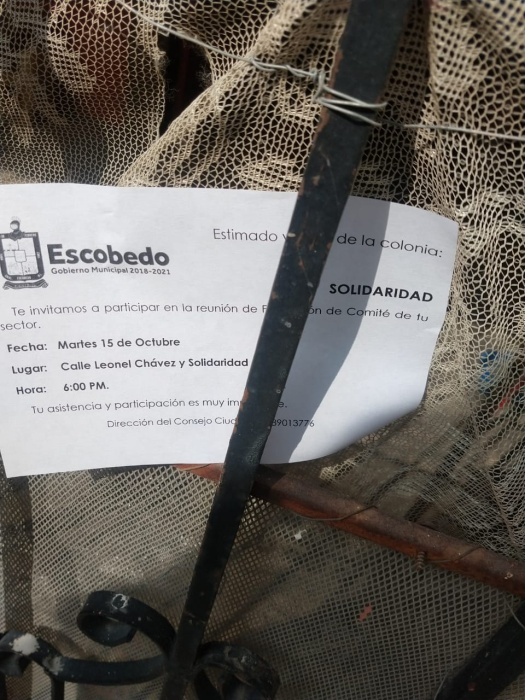 Escobedo
Gobierno Municipal 2018-2021
Estimado de la colonia:
SOLIDARIDAD
Te invitamos a participar en la reunión de de Comité de tu
sector.
Fecha: Martes 15 de Octubre
Lugar: Calle Leonel Chávez y Solidaridad
Hora: 6:00 PM.
Tu asistencia y participación es muy
Dirección del Consejo